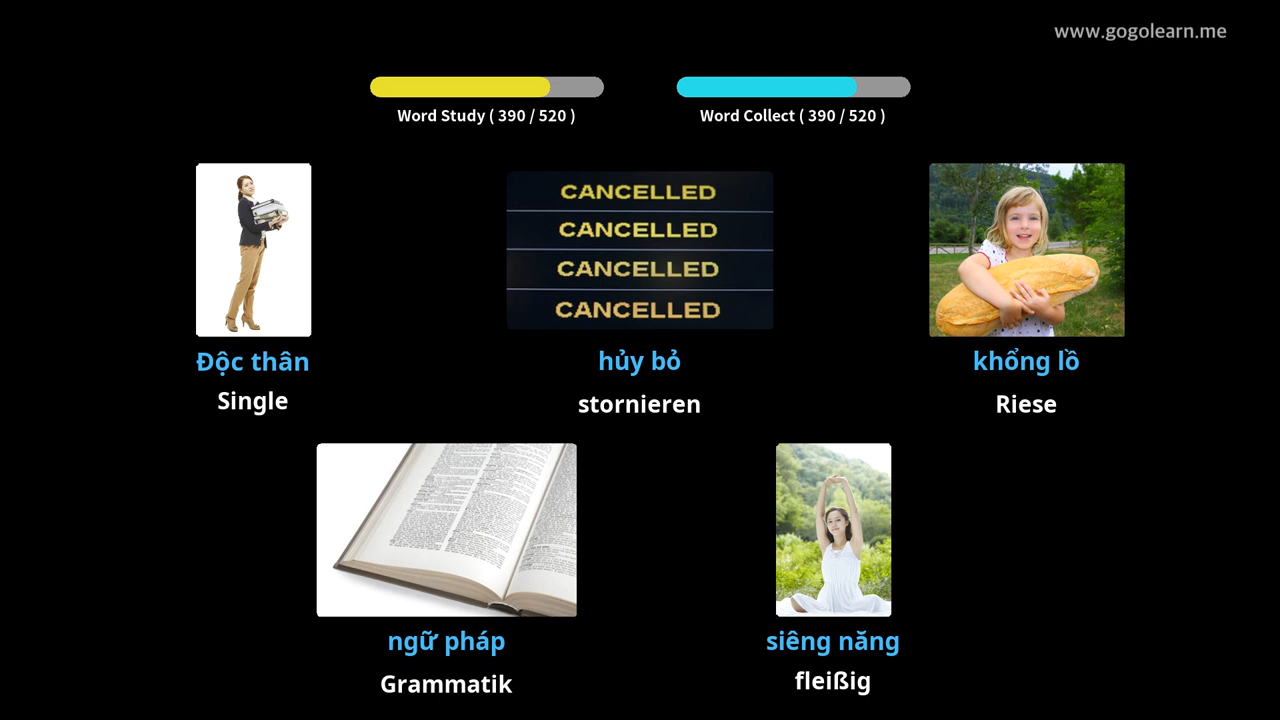 www.gogolearn.me
Word Study ( 390 / 520 )
Word Collect ( 390 / 520 )
CANCELLED
CANCELLED
CANCELLED
CANCELLED
Độc thân
Single
hủy bỏ
stornieren
khổng lồ
Riese
ngữ pháp
Grammatik
siêng năng
fleißig